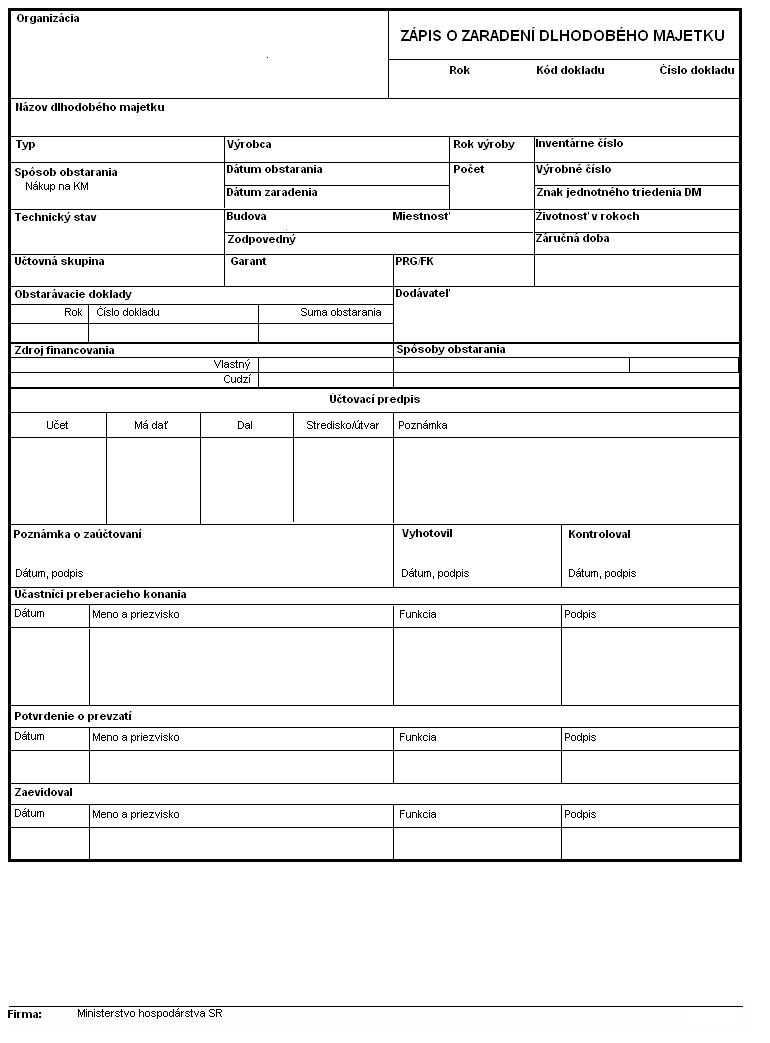 Organizácia
ZÁPIS O ZARADENÍ DLHODOBÉHO MAJETKU
Rok Kód dokladu Číslo dokladu
Názov dlhodobého majetku
Typ Výrobca Rok výroby Inventárne číslo
Spôsob obstarania Dátum obstarania Počet Výrobné číslo
Nákup na KM
Dátum zaradenia Znak jednotného triedenia DM
Technický stav Budova Miestnosť Životnosť v rokoch
Zodpovedný Záručná doba
Učtovná skupina Garant PRG/FK
Obstarávacie doklady Dodávateľ
Rok Číslo dokladu Suma obstarania
Zdroj financovania Spôsoby obstarania
Vlastný
Cudzí
Účtovací predpis
Učet Má dať Dal Stredisko/útvar Poznámka
Poznámka o zaúčtovaní Vyhotovil Kontroloval
Dátum, podpis Dátum, podpis Dátum, podpis
Učastníci preberacieho konania
Dátum Meno a priezvisko Funkcia Podpis
Potvrdenie o prevzatí
Dátum Meno a priezvisko Funkcia Podpis
Zaevidoval
Dátum Meno a priezvisko Funkcia Podpis
Firma: Ministerstvo hospodárstva SR